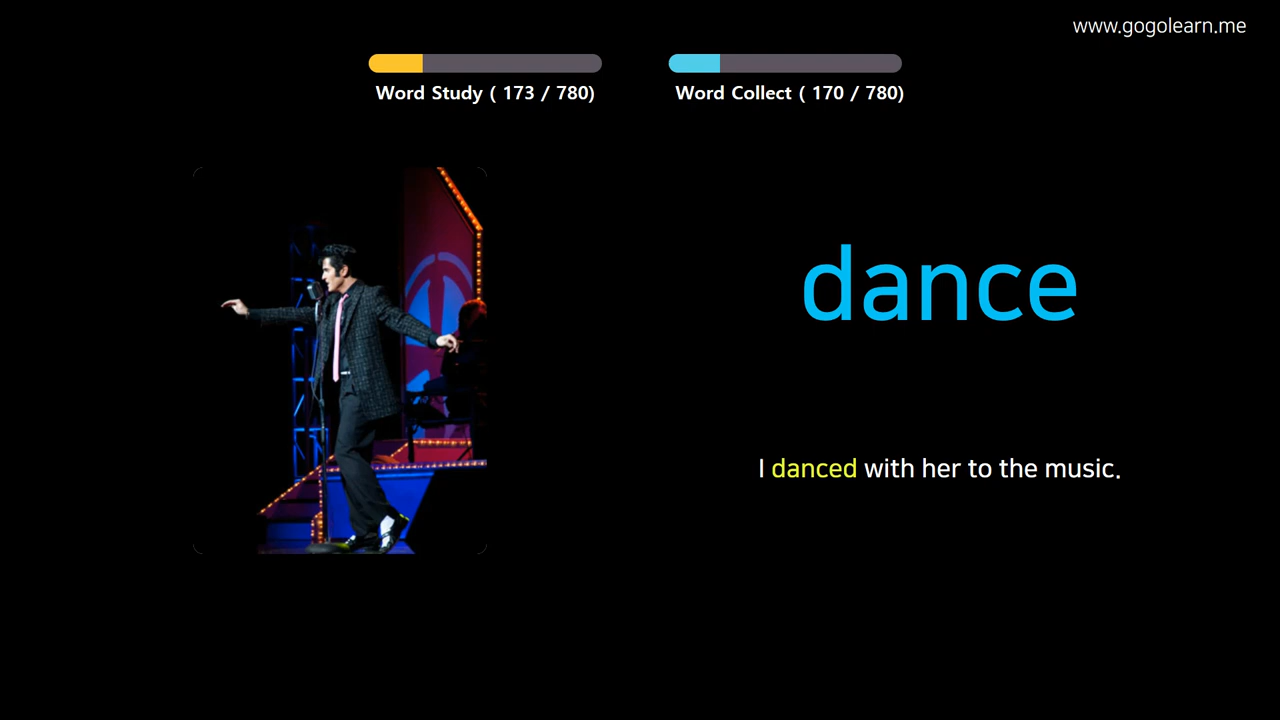 www.gogolearn.me
Word Study ( 173 / 780)
Word Collect ( 170 / 780)
dance
I danced with her to the music.